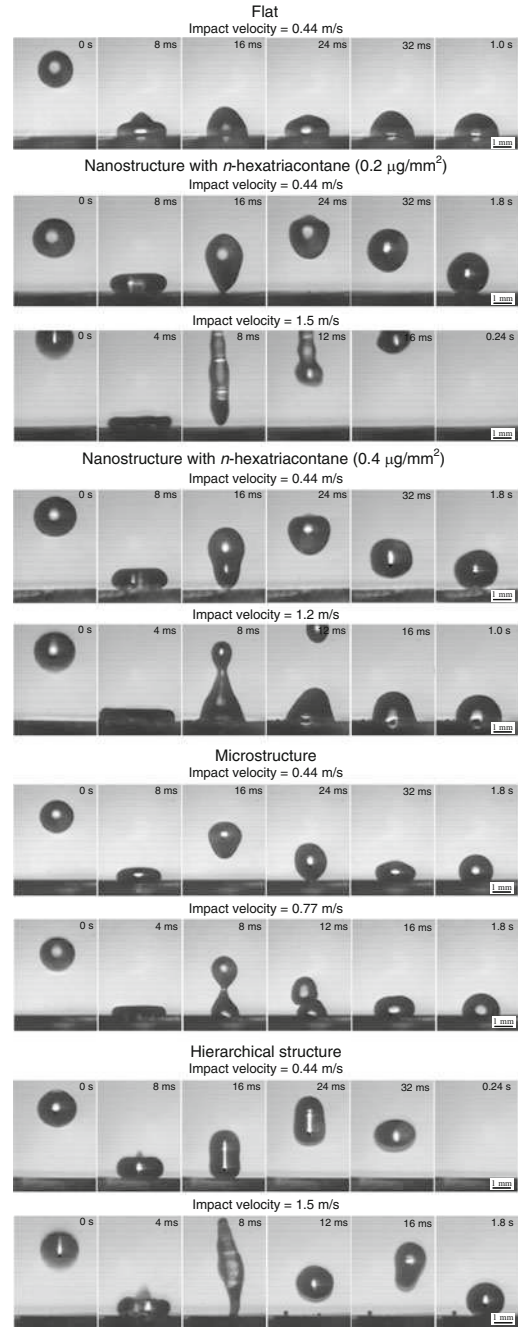 Flat
Impact velocity = 0.44 m/s
0 s 8 ms 16 ms 24 ms 32 ms 1.0 s
1 mm
Nanostructure with n-hexatriacontane (0.2 μg/mm²)
Impact velocity = 0.44 m/s
0 s 8 ms 16 ms 24 ms 32 ms 1.8 s
1 mm
Impact velocity = 1.5 m/s
0 s 4 ms 8 ms 12 ms 16 ms 0.24 s
1 mm
Nanostructure with n-hexatriacontane (0.4 μg/mm²)
Impact velocity = 0.44 m/s
0 s 8 ms 16 ms 24 ms 32 ms 1.8 s
1 mm
Impact velocity = 1.2 m/s
0 s 4 ms 8 ms 12 ms 16 ms 1.0 s
1 mm
Microstructure
Impact velocity = 0.44 m/s
0 s 8 ms 16 ms 24 ms 32 ms 1.8 s
1 mm
Impact velocity = 0.77 m/s
0 s 4 ms 8 ms 12 ms 16 ms 1.8 s
1 mm
Hierarchical structure
Impact velocity = 0.44 m/s
0 s 8 ms 16 ms 24 ms 32 ms 0.24 s
1 mm
Impact velocity = 1.5 m/s
0 s 4 ms 8 ms 12 ms 16 ms 1.8 s
1 mm